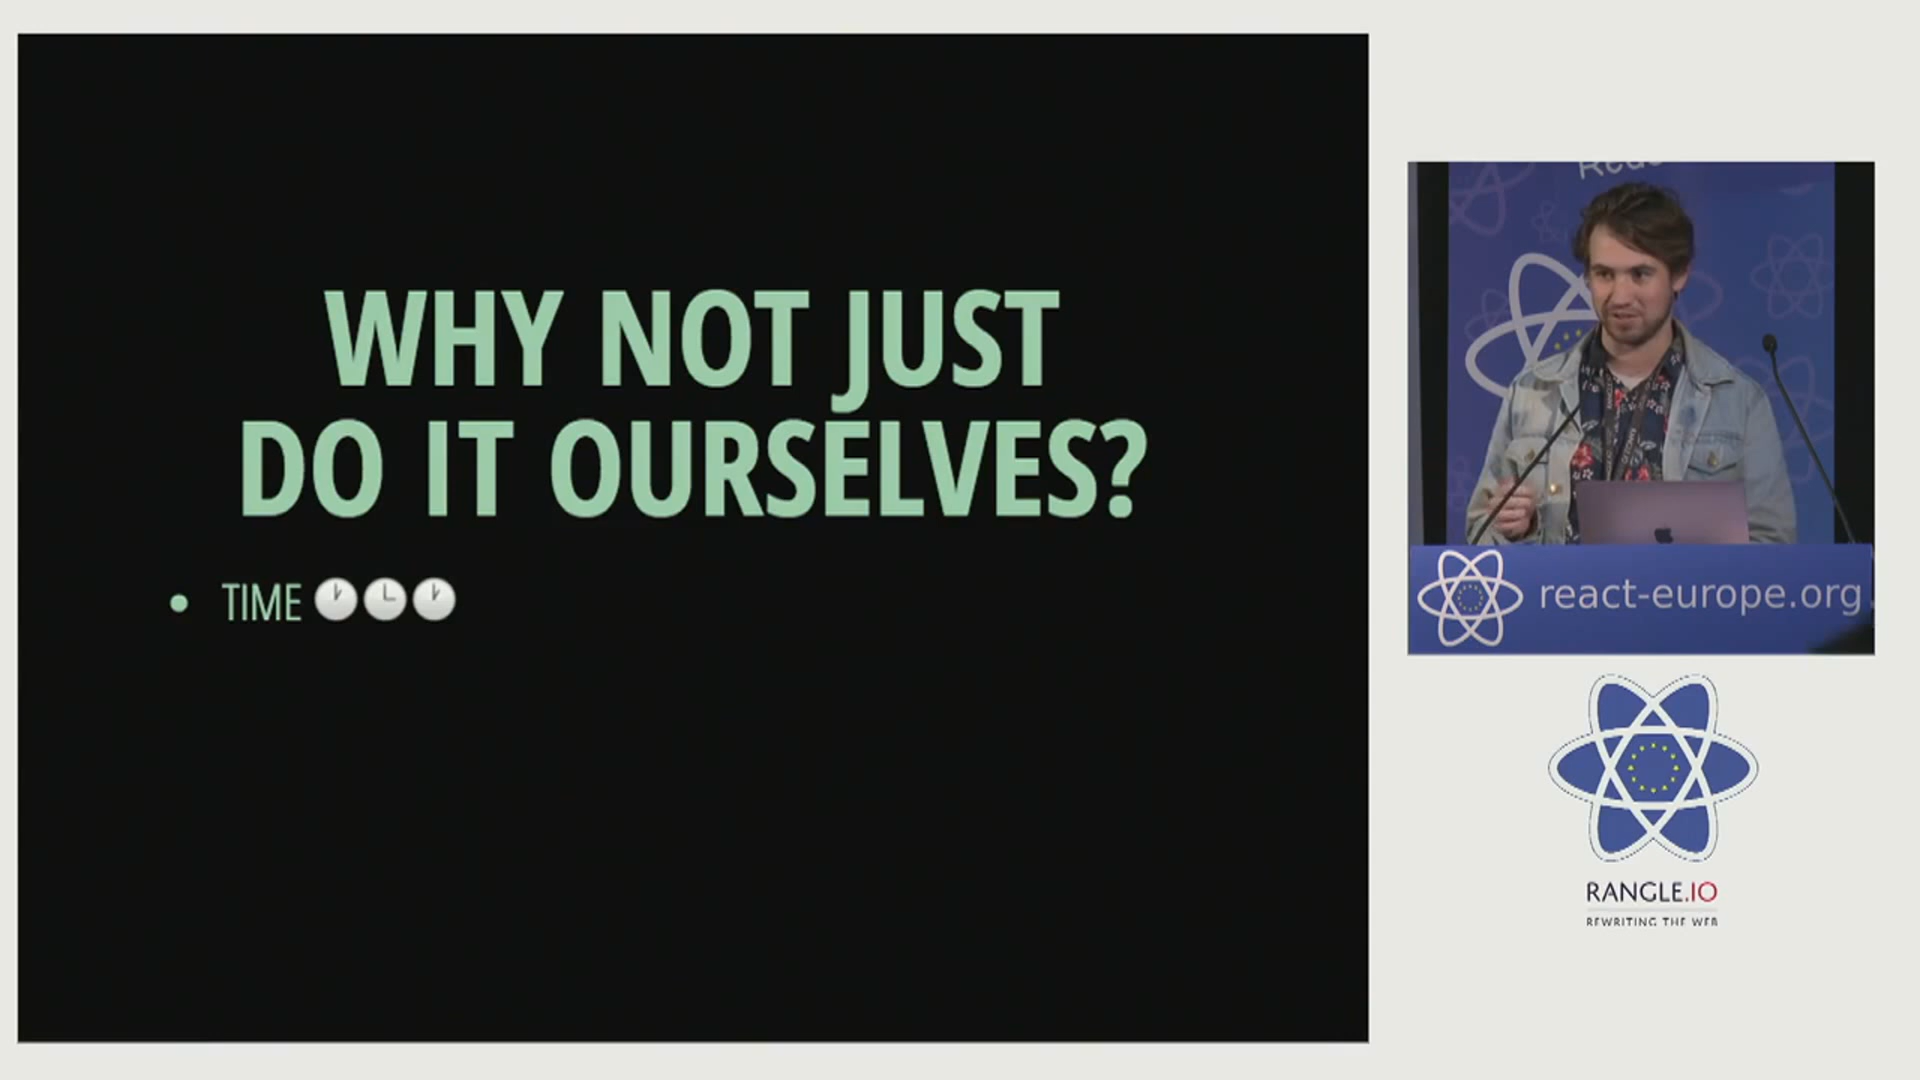 WHY NOT JUST
DO IT OURSELVES?
• TIME 🕐🕒🕐
react-europe.org
RANGLE.IO
REWRITING THE WEB